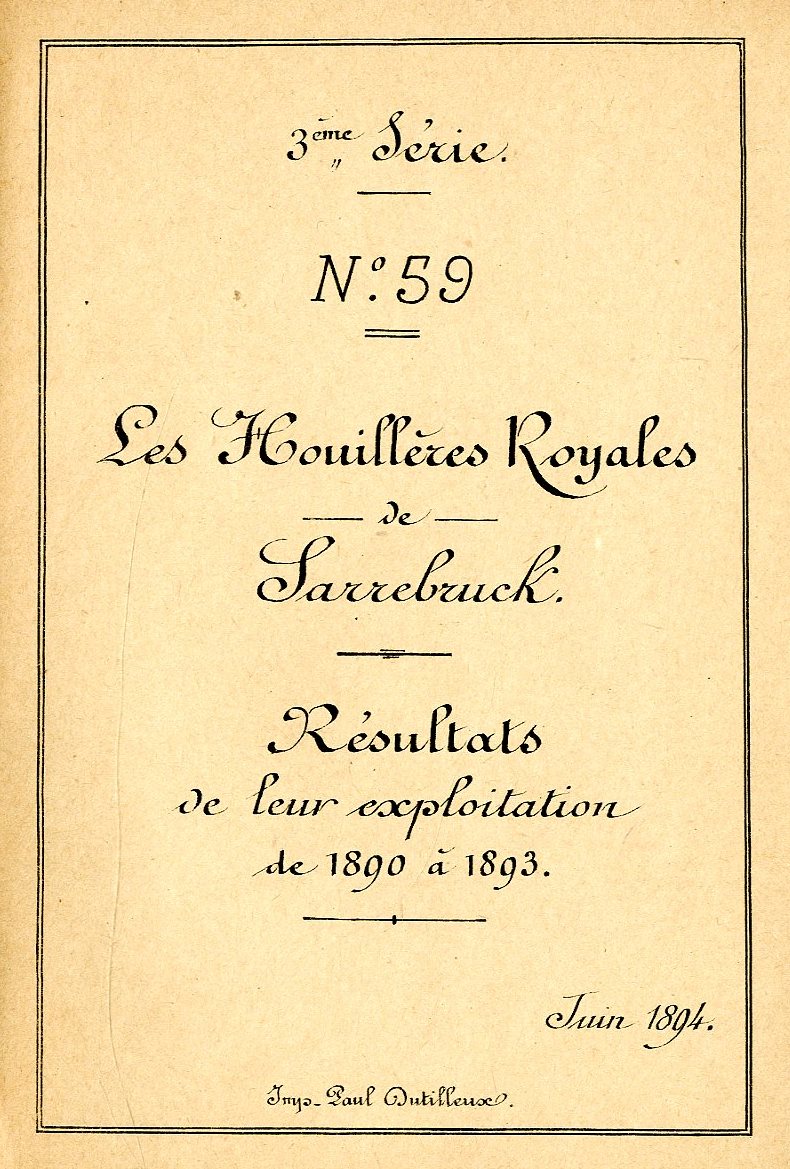 3ème Série.
N.º 59
Les Houillères Royales
de
Sarrebruck.
Résultats
de leur exploitation
de 1890 à 1893.
Juin 1894.
Imp- Paul Dutilleux.